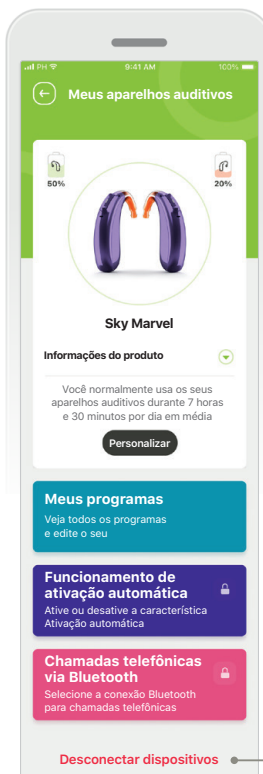 PH
9:41 AM
100%
Meus aparelhos auditivos
50%
20%
Sky Marvel
Informações do produto
Você normalmente usa os seus
aparelhos auditivos durante 7 horas
e 30 minutos por dia em média
Personalizar
Meus programas
Veja todos os programas
e edite o seu
Funcionamento de
ativação automática
Ative ou desative a característica
Ativação automática
Chamadas telefônicas
via Bluetooth
Selecione a conexão Bluetooth
para chamadas telefônicas
Desconectar dispositivos